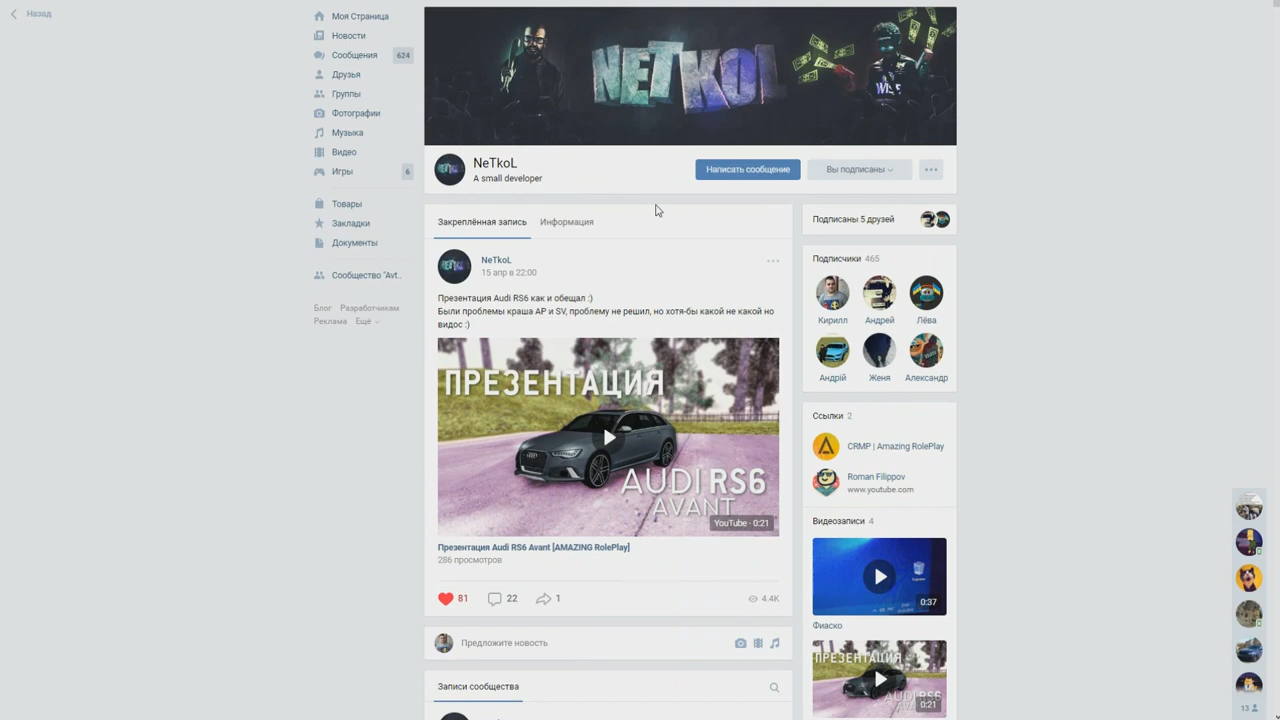 Назад
Моя Страница
Новости
Сообщения 624
Друзья
Группы
Фотографии
Музыка
Видео
Игры 6
Товары
Закладки
Документы
Сообщество "Avt..
Блог Разработчикам
Реклама Ещё
NETKOL
NeTkoL
A small developer
Написать сообщение
Вы подписаны
Закреплённая запись Информация
NeTkoL
15 апр в 22:00
Презентация Audi RS6 как и обещал :)
Были проблемы краша AP и SV, проблему не решил, но хотя-бы какой не какой но
видос :)
ПРЕЗЕНТАЦИЯ
AUDI RS6
AVANT
YouTube · 0:21
Презентация Audi RS6 Avant [AMAZING RolePlay]
286 просмотров
81 22 1 4.4K
Предложите новость
Записи сообщества
Подписаны 5 друзей
Подписчики 465
Кирилл Андрей Лёва
Андрій Женя Александр
Ссылки 2
CRMP | Amazing RolePlay
Roman Filippov
www.youtube.com
Видеозаписи 4
0:37
Фиаско
ПРЕЗЕНТАЦИЯ
AUDI RS6
0:21
13